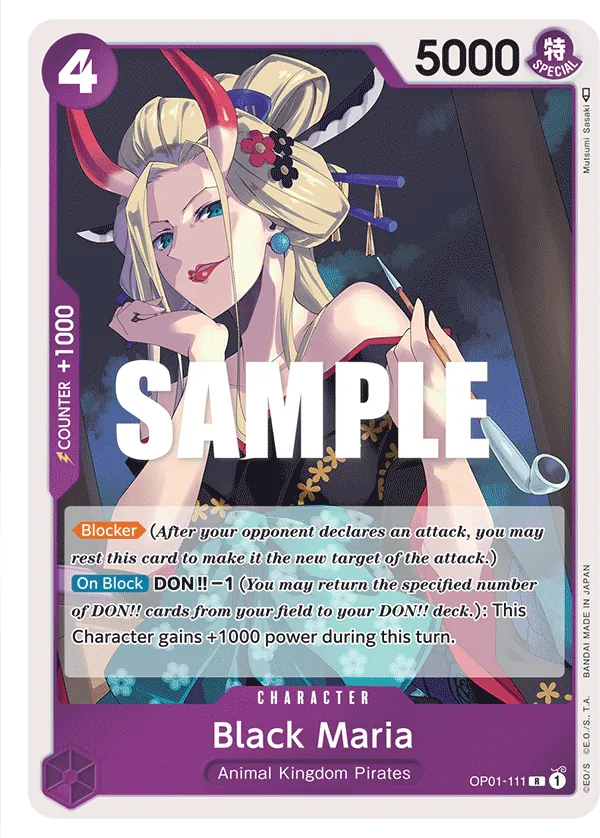 4
5000
特
SPECIAL
Mutsumi Sasaki
COUNTER +1000
SAMPLE
Blocker (After your opponent declares an attack, you may
rest this card to make it the new target of the attack.)
On Block DON!!−1 (You may return the specified number
of DON!! cards from your field to your DON!! deck.): This
Character gains +1000 power during this turn.
©EO/S ©E.O./S., T.A. BANDAI MADE IN JAPAN
CHARACTER
Black Maria
Animal Kingdom Pirates
OP01-111 R 1